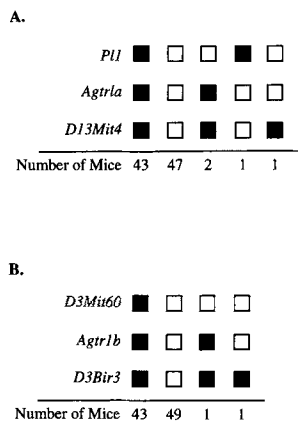 A.
Pl1
Agtrla
D13Mit4
Number of Mice 43 47 2 1 1
B.
D3Mit60
Agtr1b
D3Bir3
Number of Mice 43 49 1 1